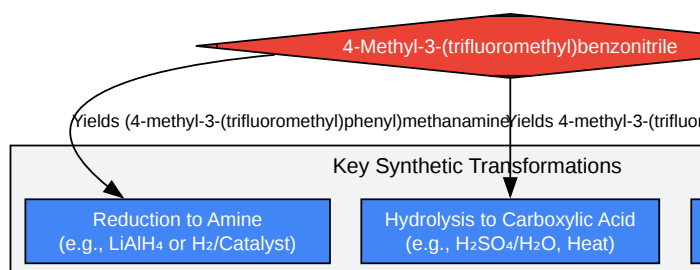 4-Methyl-3-(trifluoromethyl)benzonitrile
Yields (4-methyl-3-(trifluoromethyl)phenyl)methanamine
Yields 4-methyl-3-(trifluor
Key Synthetic Transformations
Reduction to Amine
(e.g., LiAlH₄ or H₂/Catalyst)
Hydrolysis to Carboxylic Acid
(e.g., H₂SO₄/H₂O, Heat)